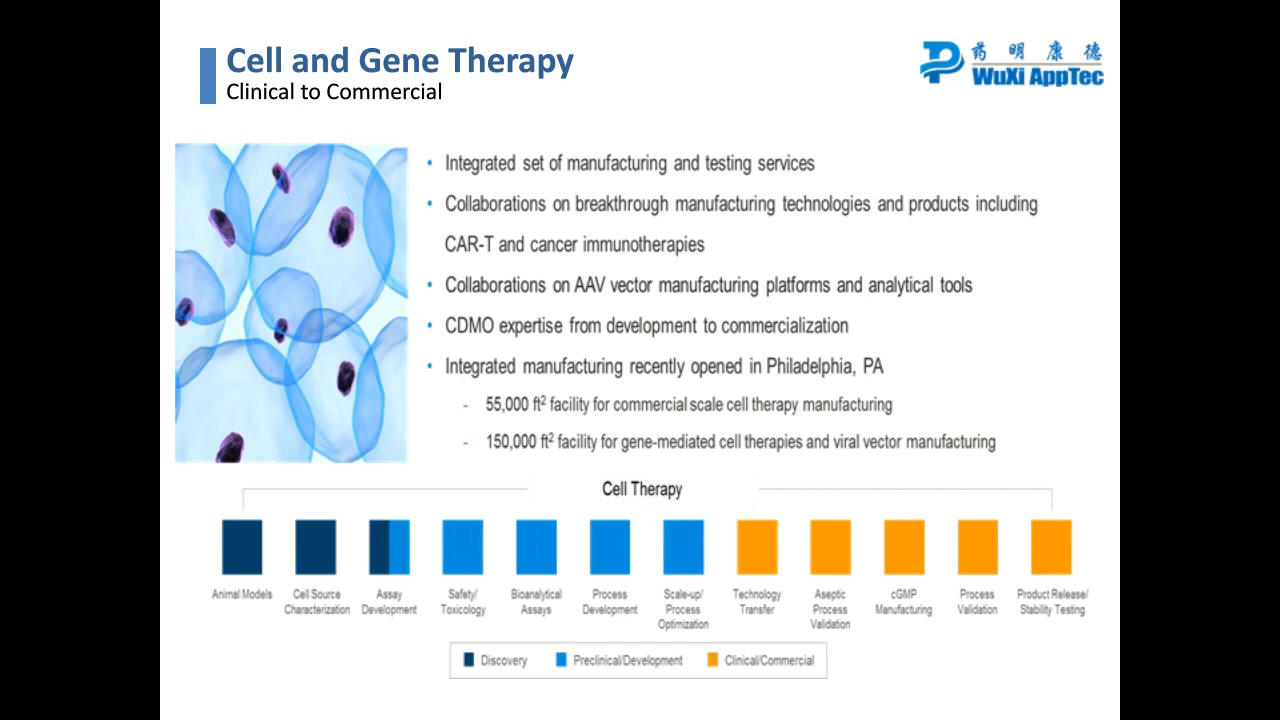 Cell and Gene Therapy
Clinical to Commercial
药明康德
WuXi AppTec
• Integrated set of manufacturing and testing services
• Collaborations on breakthrough manufacturing technologies and products including
CAR-T and cancer immunotherapies
• Collaborations on AAV vector manufacturing platforms and analytical tools
• CDMO expertise from development to commercialization
• Integrated manufacturing recently opened in Philadelphia, PA
- 55,000 ft² facility for commercial scale cell therapy manufacturing
- 150,000 ft² facility for gene-mediated cell therapies and viral vector manufacturing
Cell Therapy
Animal Models
Cell Source
Characterization
Assay
Development
Safety/
Toxicology
Bioanalytical
Assays
Process
Development
Scale-up/
Process
Optimization
Technology
Transfer
Aseptic
Process
Validation
cGMP
Manufacturing
Process
Validation
Product Release/
Stability Testing
Discovery
Preclinical/Development
Clinical/Commercial